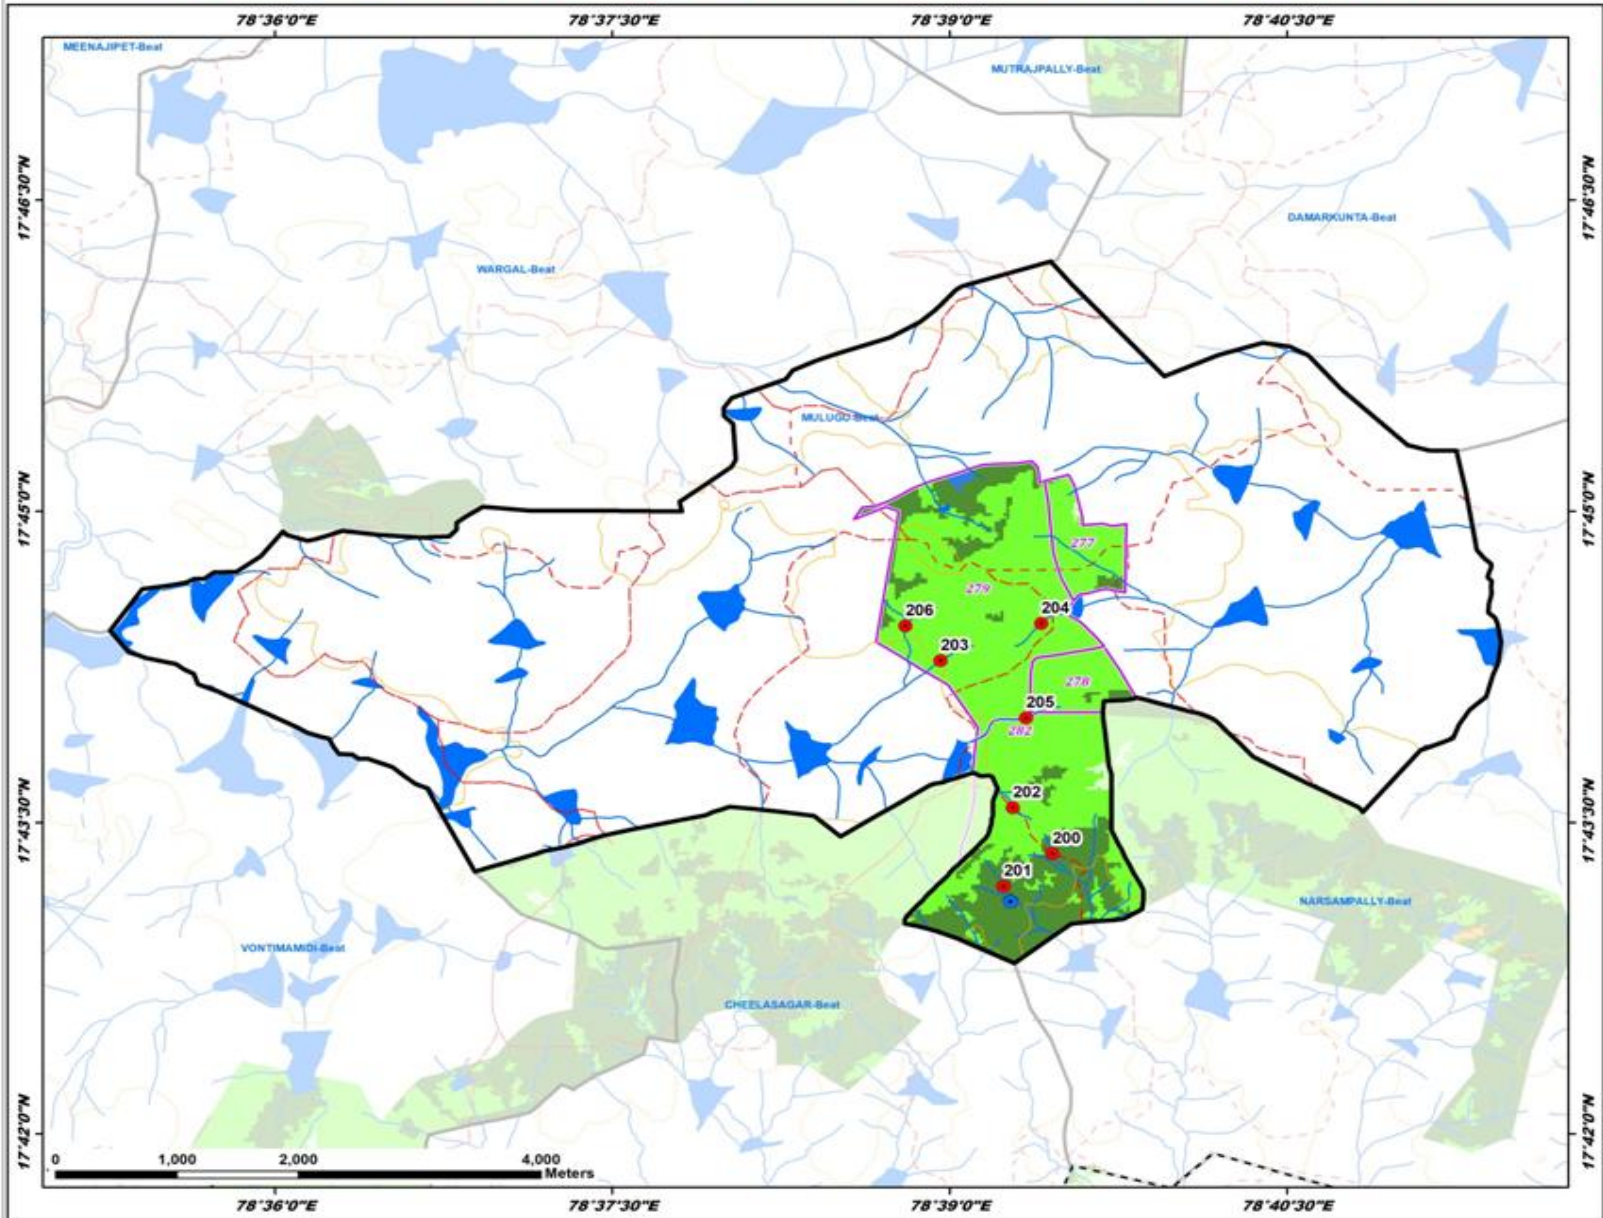 78°36'0"E 78°37'30"E 78°39'0"E 78°40'30"E
MEENAJIPET-Beat
MUTRAJPALLY-Beat
17°46'30"N 17°46'30"N
DAMARKUNTA-Beat
WARGAL-Beat
MULUGU-Beat
17°45'0"N 17°45'0"N
277
279
206 204
203
278
205
282
202
17°43'30"N 17°43'30"N
200
201
NARSAMPALLY-Beat
VONTIMAMIDI-Beat
CHEELASAGAR-Beat
17°42'0"N 17°42'0"N
0 1,000 2,000 4,000
Meters
78°36'0"E 78°37'30"E 78°39'0"E 78°40'30"E